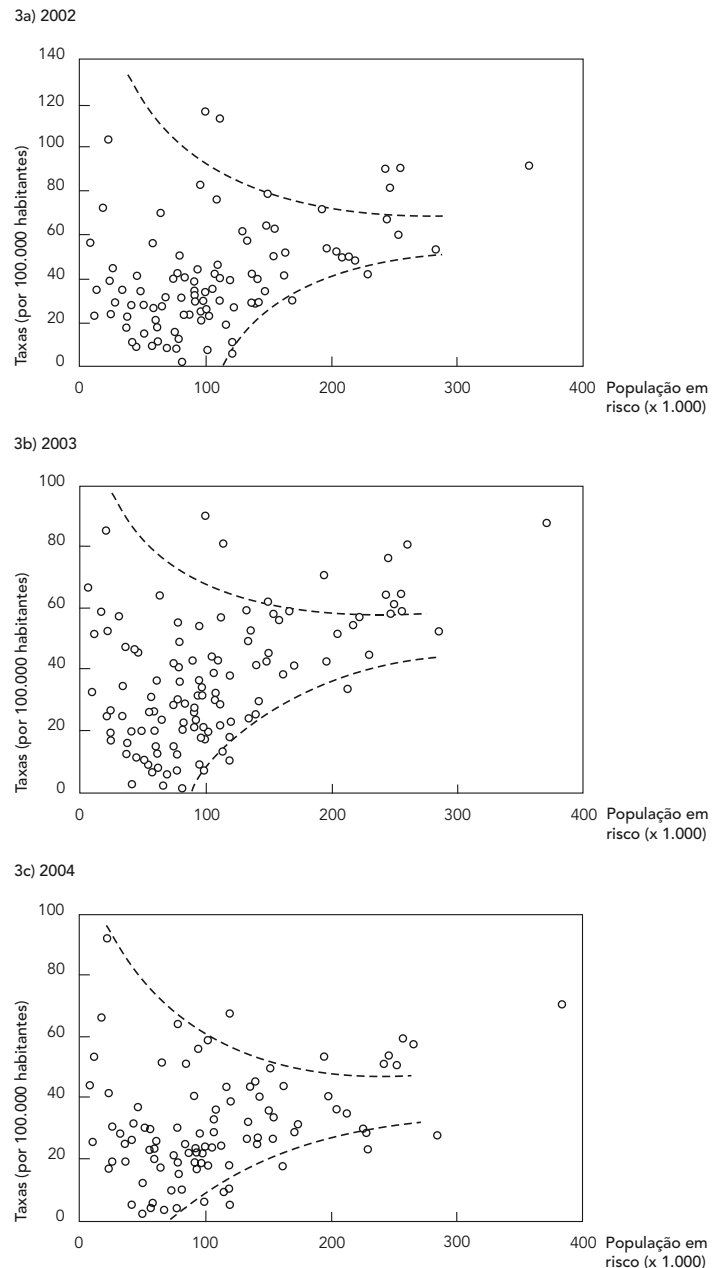 3a) 2002
140
120
100
80
60
40
20
0
Taxas (por 100.000 habitantes)
0 100 200 300 400
População em
risco (x 1.000)
3b) 2003
100
80
60
40
20
0
Taxas (por 100.000 habitantes)
0 100 200 300 400
População em
risco (x 1.000)
3c) 2004
100
80
60
40
20
0
Taxas (por 100.000 habitantes)
0 100 200 300 400
População em
risco (x 1.000)